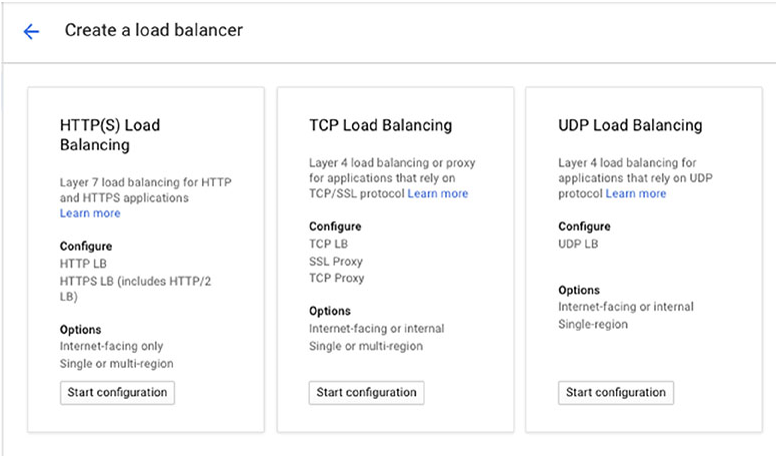 Create a load balancer
HTTP(S) Load
Balancing
Layer 7 load balancing for HTTP
and HTTPS applications
Learn more
Configure
HTTP LB
HTTPS LB (includes HTTP/2
LB)
Options
Internet-facing only
Single or multi-region
Start configuration
TCP Load Balancing
Layer 4 load balancing or proxy
for applications that rely on
TCP/SSL protocol Learn more
Configure
TCP LB
SSL Proxy
TCP Proxy
Options
Internet-facing or internal
Single or multi-region
Start configuration
UDP Load Balancing
Layer 4 load balancing for
applications that rely on UDP
protocol Learn more
Configure
UDP LB
Options
Internet-facing or internal
Single-region
Start configuration